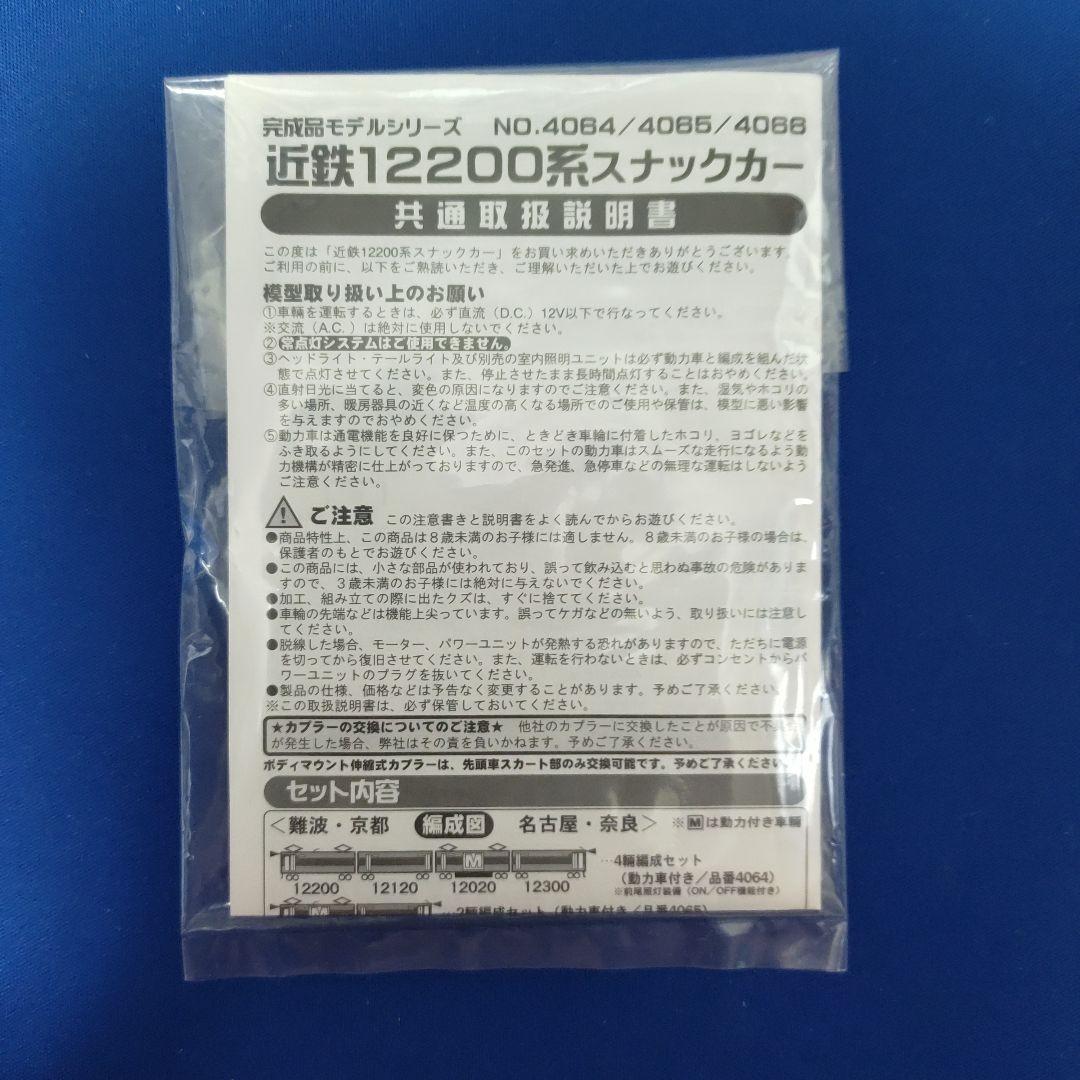 完成品モデルシリーズ NO.4064/4065/4066
近鉄12200系スナックカー
共通取扱説明書
この度は「近鉄12200系スナックカー」をお買い求めいただきありがとうございます。
ご利用の前に、以下をご熟読いただき、ご理解いただいた上でお遊びください。
模型取り扱い上のお願い
①車輛を運転するときは、必ず直流（D.C.）12V以下で行なってください。
※交流（A.C.）は絶対に使用しないでください。
②常点灯システムはご使用できません。
③ヘッドライト・テールライト及び別売の室内照明ユニットは必ず動力車と編成を組んだ状
態で点灯させてください。また、停止させたまま長時間点灯することはおやめください。
④直射日光に当てると、変色の原因になりますのでご注意ください。また、湿気やホコリの
多い場所、暖房器具の近くなど温度の高くなる場所でのご使用や保管は、模型に悪い影響
を与えますのでおやめください。
⑤動力車は通電機能を良好に保つために、ときどき車輪に付着したホコリ、ヨゴレなどを
ふき取るようにしてください。また、このセットの動力車はスムーズな走行になるよう動
力機構が精密に仕上がっておりますので、急発進、急停車などの無理な運転はしないよう
ご注意ください。
ご注意 この注意書きと説明書をよく読んでからお遊びください。
●商品特性上、この商品は８歳未満のお子様には適しません。８歳未満のお子様の場合は、
保護者のもとでお遊びください。
●この商品には、小さな部品が使われており、誤って飲み込むと思わぬ事故の危険がありま
すので、３歳未満のお子様には絶対に与えないでください。
●加工、組み立ての際に出たクズは、すぐに捨ててください。
●車輪の先端などは機能上尖っています。誤ってケガなどの無いよう、取り扱いには注意し
てください。
●脱線した場合、モーター、パワーユニットが発熱する恐れがありますので、ただちに電源
を切ってから復旧させてください。また、運転を行わないときは、必ずコンセントからパ
ワーユニットのプラグを抜いてください。
●製品の仕様、価格などは予告なく変更することがあります。予めご了承ください。
※この取扱説明書は、必ず保管しておいてください。
★カプラーの交換についてのご注意★ 他社のカプラーに交換したことが原因で不具合
が発生した場合、弊社はその責を負いかねます。予めご了承ください。
ボディマウント伸縮式カプラーは、先頭車スカート部のみ交換可能です。予めご了承ください。
セット内容
＜難波・京都 編成図 名古屋・奈良＞ ※Mは動力付き車輛
M …4輛編成セット
12200 12120 12020 12300 （動力車付き／品番4064）
※前尾照灯装備（ON／OFF機能付き）
M …2輛編成セット（動力車付き／品番4065）